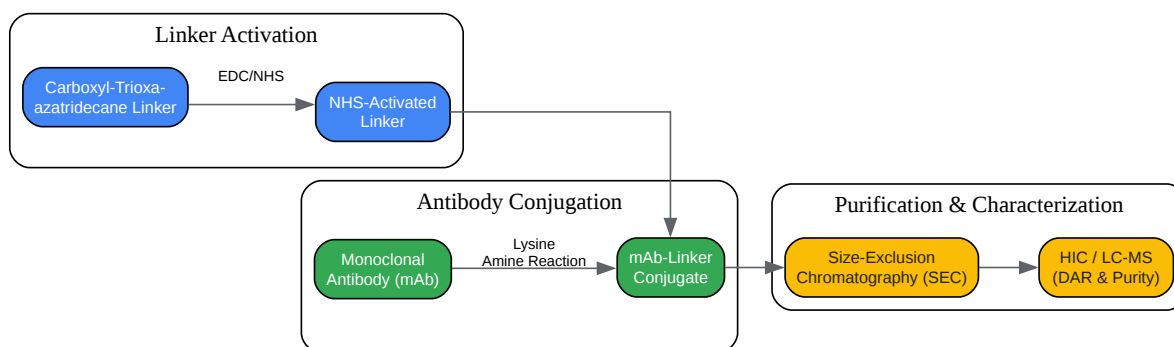 Linker Activation
Carboxyl-Trioxa-
azatridecane Linker
EDC/NHS
NHS-Activated
Linker
Antibody Conjugation
Monoclonal
Antibody (mAb)
Lysine
Amine Reaction
mAb-Linker
Conjugate
Purification & Characterization
Size-Exclusion
Chromatography (SEC)
HIC / LC-MS
(DAR & Purity)